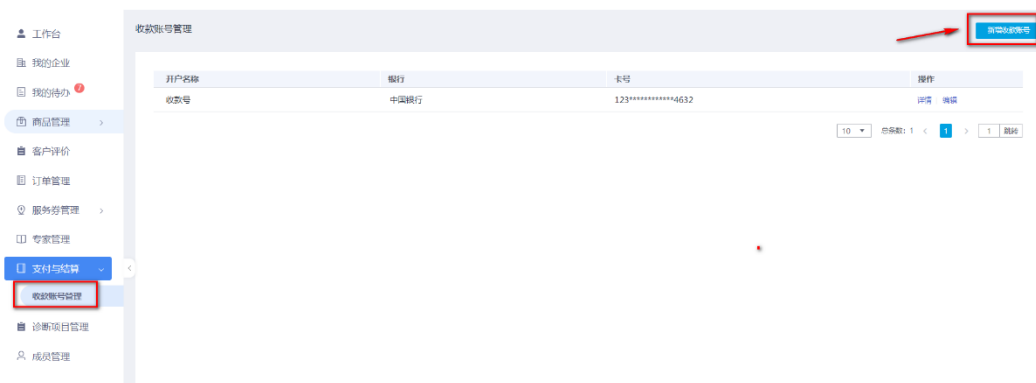 工作台
我的企业
我的待办
商品管理
客户评价
订单管理
服务券管理
专家管理
支付与结算
收款账号管理
诊断项目管理
成员管理
收款账号管理
新增收款账号
开户名称 银行 卡号 操作
收款号 中国银行 123************4632 详情 编辑
10 总条数: 1 < 1 > 1 跳转